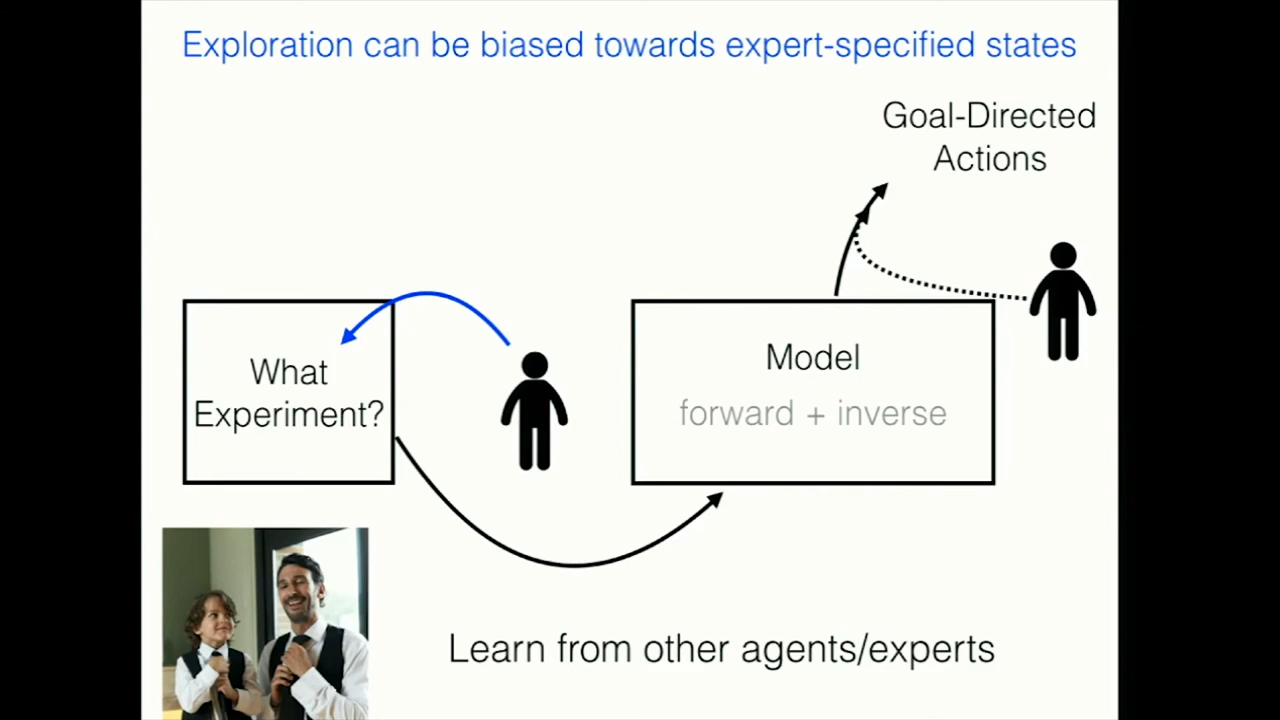 Exploration can be biased towards expert-specified states
Goal-Directed
Actions
What
Experiment?
Model
forward + inverse
Learn from other agents/experts